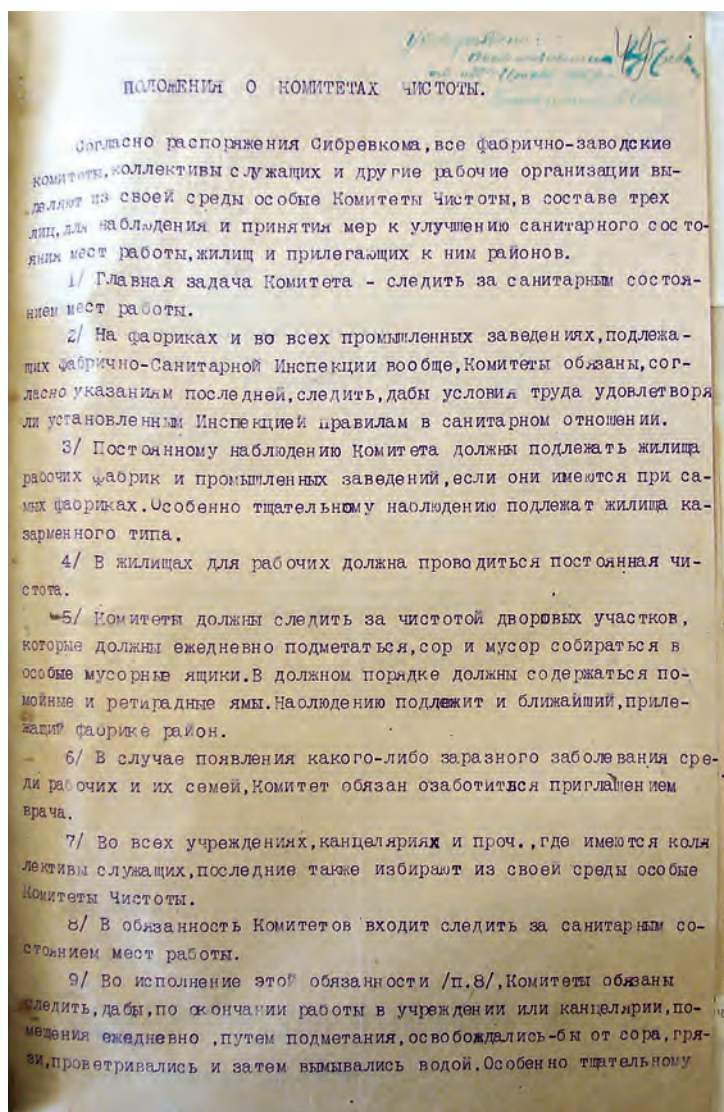 Утверждено:
ПОЛОЖЕНИЯ О КОМИТЕТАХ ЧИСТОТЫ.
Согласно распоряжения Сибревкома,все фабрично-заводские
комитеты,коллективы служащих и другие рабочие организации вы-
деляют из своей среды особые Комитеты Чистоты,в составе трех
лиц,для наблюдения и принятия мер к улучшению санитарного состо-
яния мест работы,жилищ и прилегающих к ним районов.
1/ Главная задача Комитета - следить за санитарным состоя-
нием мест работы.
2/ На фабриках и во всех промышленных заведениях,подлежа-
щих фабрично-Санитарной Инспекции вообще,Комитеты обязаны,сог-
ласно указаниям последней,следить,дабы условия труда удовлетворя
ли установленным Инспекцией правилам в санитарном отношении.
3/ Постоянному наблюдению Комитета должны подлежать жилища
рабочих фабрик и промышленных заведений,если они имеются при са-
мых фабриках.Особенно тщательному наблюдению подлежат жилища ка-
зарменного типа.
4/ В жилищах для рабочих должна проводиться постоянная чи-
стота.
5/ Комитеты должны следить за чистотой дворовых участков,
которые должны ежедневно подметаться,сор и мусор собираться в
особые мусорные ящики.В должном порядке должны содержаться по-
мойные и ретирадные ямы.Наблюдению подлежит и ближайший,приле-
жащий фабрике район.
6/ В случае появления какого-либо заразного заболевания сре-
ди рабочих и их семей,Комитет обязан озаботиться приглашением
врача.
7/ Во всех учреждениях,канцеляриях и проч.,где имеются кол
лективы служащих,последние также избирают из своей среды особые
Комитеты Чистоты.
8/ В обязанность Комитетов входит следить за санитарным со-
стоянием мест работы.
9/ Во исполнение этой обязанности /п.8/,Комитеты обязаны
следить,дабы,по окончании работы в учреждении или канцелярии,по-
мещения ежедневно ,путем подметания,освобождались-бы от сора,гря-
зи,проветривались и затем вымывались водой.Особенно тщательному